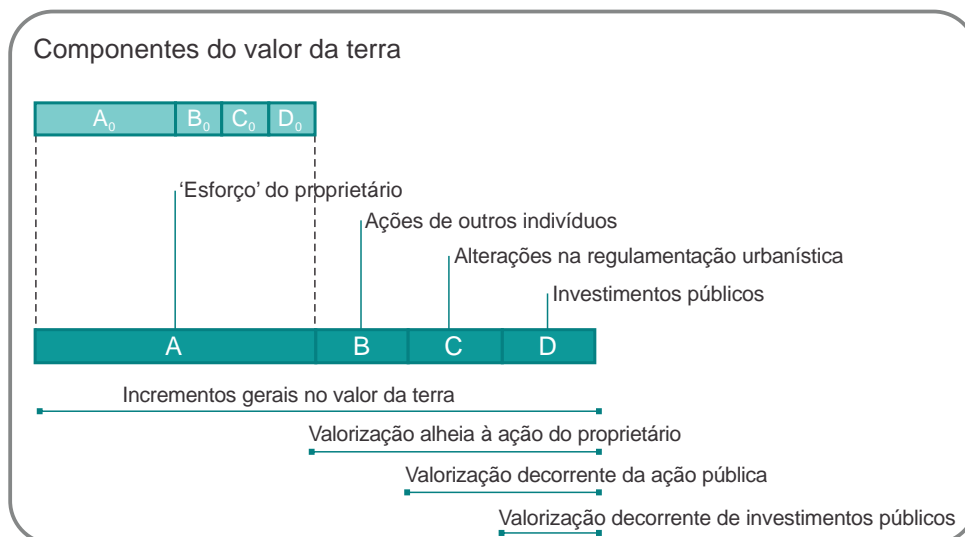 Componentes do valor da terra
A₀ B₀ C₀ D₀
‘Esforço’ do proprietário
Ações de outros indivíduos
Alterações na regulamentação urbanística
Investimentos públicos
A B C D
Incrementos gerais no valor da terra
Valorização alheia à ação do proprietário
Valorização decorrente da ação pública
Valorização decorrente de investimentos públicos